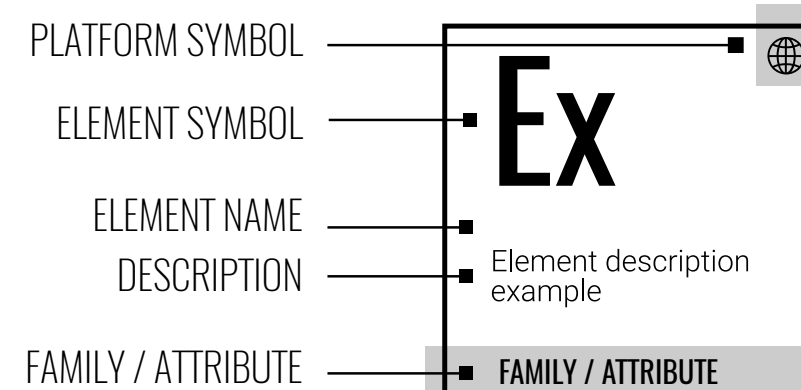 PLATFORM SYMBOL
ELEMENT SYMBOL
Ex
ELEMENT NAME
DESCRIPTION
Element description
example
FAMILY / ATTRIBUTE
FAMILY / ATTRIBUTE